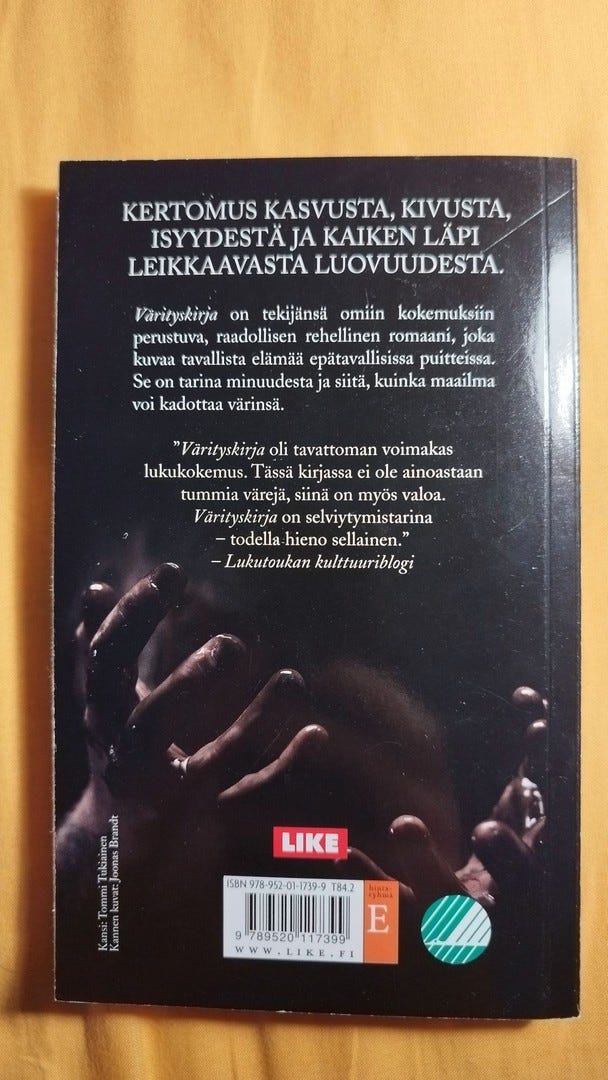 KERTOMUS KASVUSTA, KIVUSTA,
ISYYDESTÄ JA KAIKEN LÄPI
LEIKKAAVASTA LUOVUUDESTA.
Värityskirja on tekijänsä omiin kokemuksiin
perustuva, raadollisen rehellinen romaani, joka
kuvaa tavallista elämää epätavallisissa puitteissa.
Se on tarina minuudesta ja siitä, kuinka maailma
voi kadottaa värinsä.
"Värityskirja oli tavattoman voimakas
lukukokemus. Tässä kirjassa ei ole ainoastaan
tummia värejä, siinä on myös valoa.
Värityskirja on selviytymistarina
– todella hieno sellainen."
– Lukutoukan kulttuuriblogi
LIKE
ISBN 978-952-01-1739-9 T84.2
hinta-
ryhmä
E
9 789520 117399
WWW.LIKE.FI
Kansi: Tommi Tukiainen
Kannen kuvat: Joonas Brandt